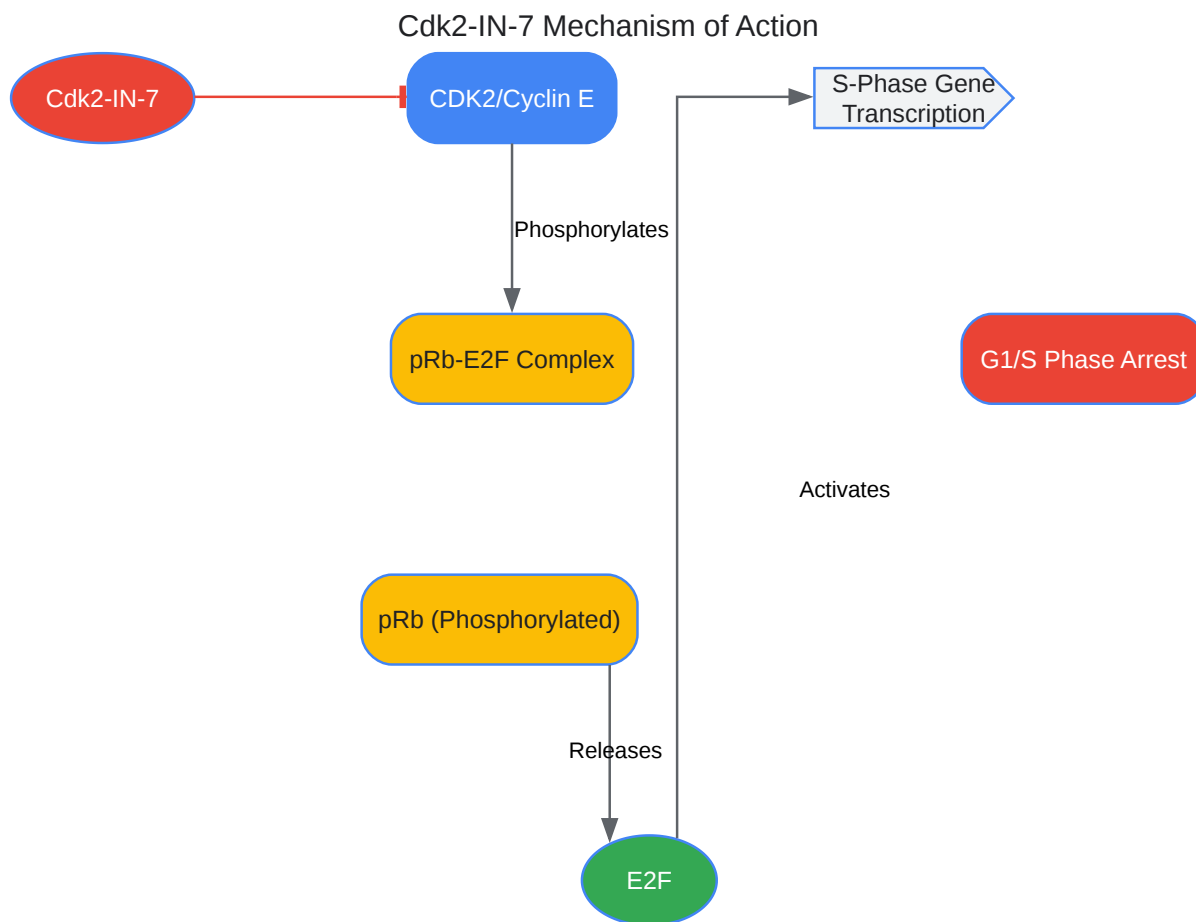 Cdk2-IN-7 Mechanism of Action
Cdk2-IN-7
CDK2/Cyclin E
S-Phase Gene
Transcription
Phosphorylates
pRb-E2F Complex
G1/S Phase Arrest
Activates
pRb (Phosphorylated)
Releases
E2F